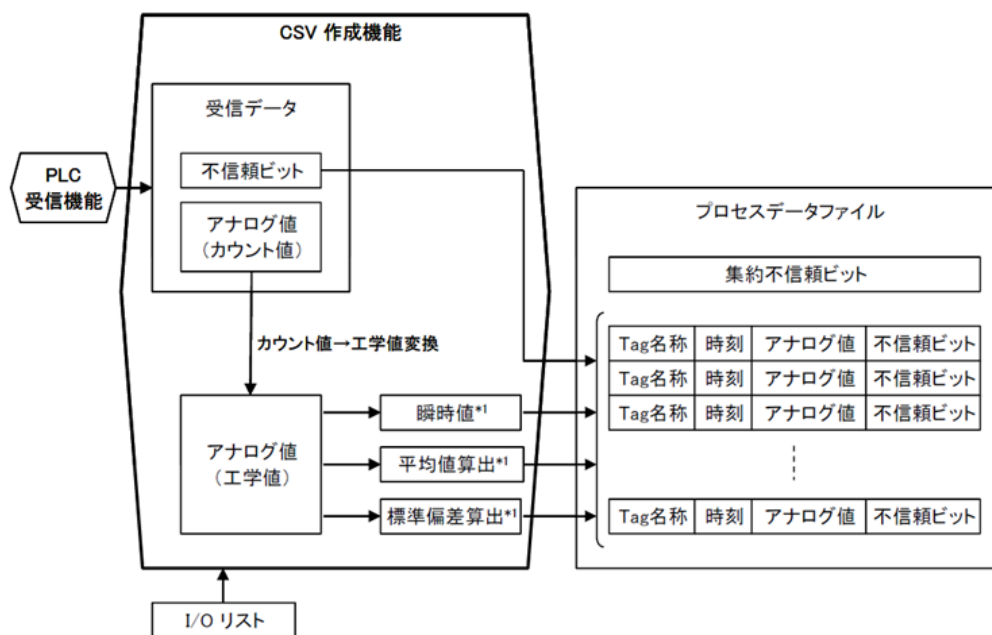 CSV 作成機能
受信データ
不信頼ビット
アナログ値
（カウント値）
PLC
受信機能
カウント値→工学値変換
アナログ値
（工学値）
瞬時値*1
平均値算出*1
標準偏差算出*1
I/O リスト
プロセスデータファイル
集約不信頼ビット
Tag名称 時刻 アナログ値 不信頼ビット
Tag名称 時刻 アナログ値 不信頼ビット
Tag名称 時刻 アナログ値 不信頼ビット
Tag名称 時刻 アナログ値 不信頼ビット